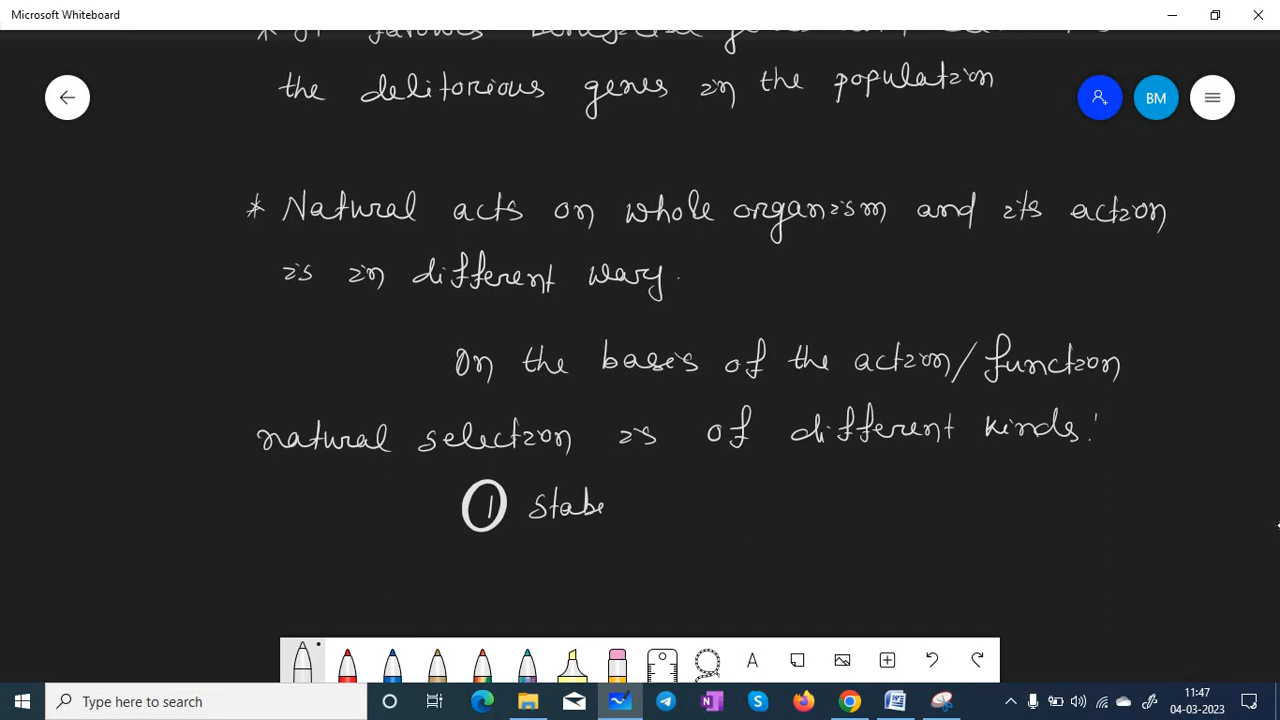 Microsoft Whiteboard
the delitorious genes in the population
BM
* Natural acts on whole organism and its action
is in different wary.
On the basis of the action/function
natural selection is of different kinds:
1 Stabe
A
Type here to search
11:47
04-03-2023